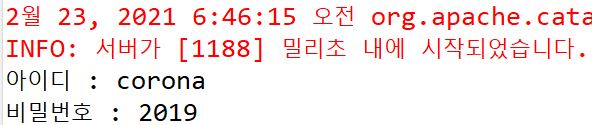 2월 23, 2021 6:46:15 오전 org.apache.cata
INFO: 서버가 [1188] 밀리초 내에 시작되었습니다.
아이디 : corona
비밀번호 : 2019